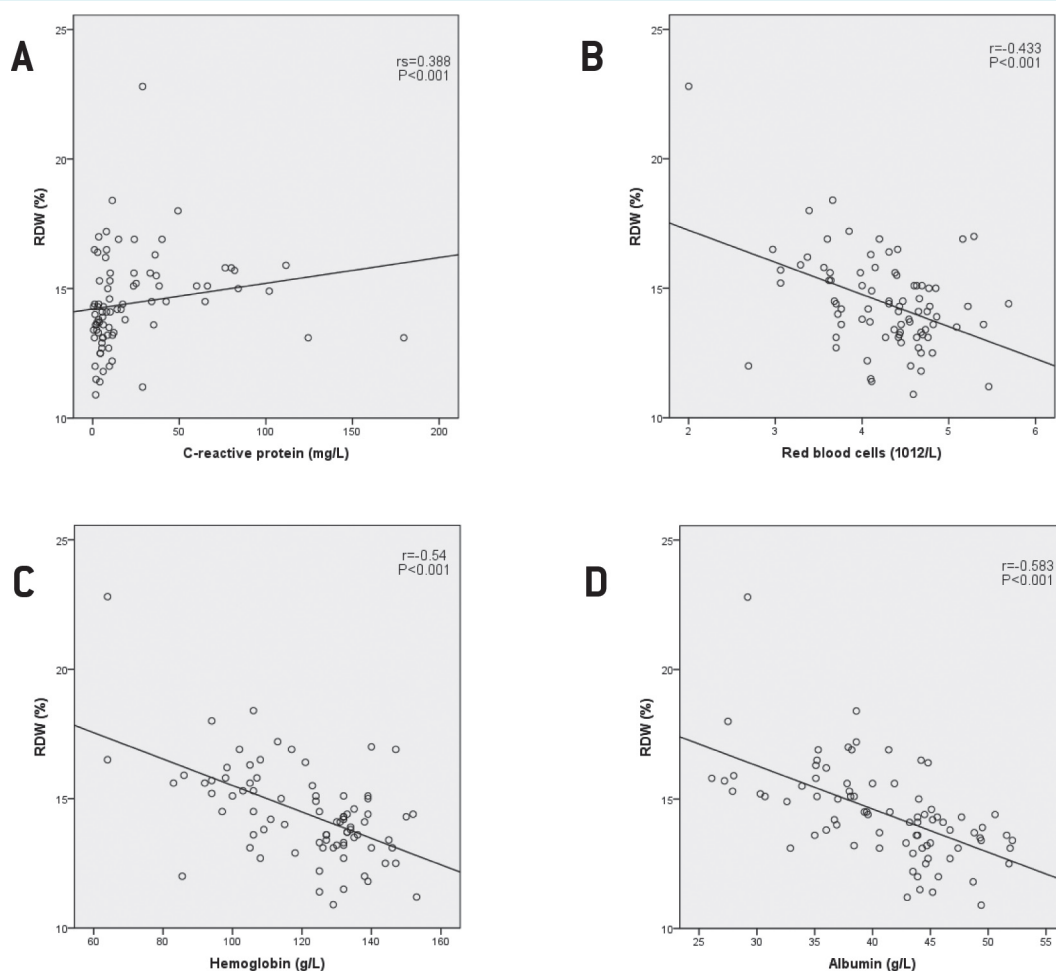 A
rs=0.388
P<0.001
RDW (%)
25
20
15
10
0
50
100
150
200
C-reactive protein (mg/L)
B
r=-0.433
P<0.001
RDW (%)
25
20
15
10
2
3
4
5
6
Red blood cells (1012/L)
C
r=-0.54
P<0.001
RDW (%)
25
20
15
10
60
80
100
120
140
160
Hemoglobin (g/L)
D
r=-0.583
P<0.001
RDW (%)
25
20
15
10
25
30
35
40
45
50
55
Albumin (g/L)